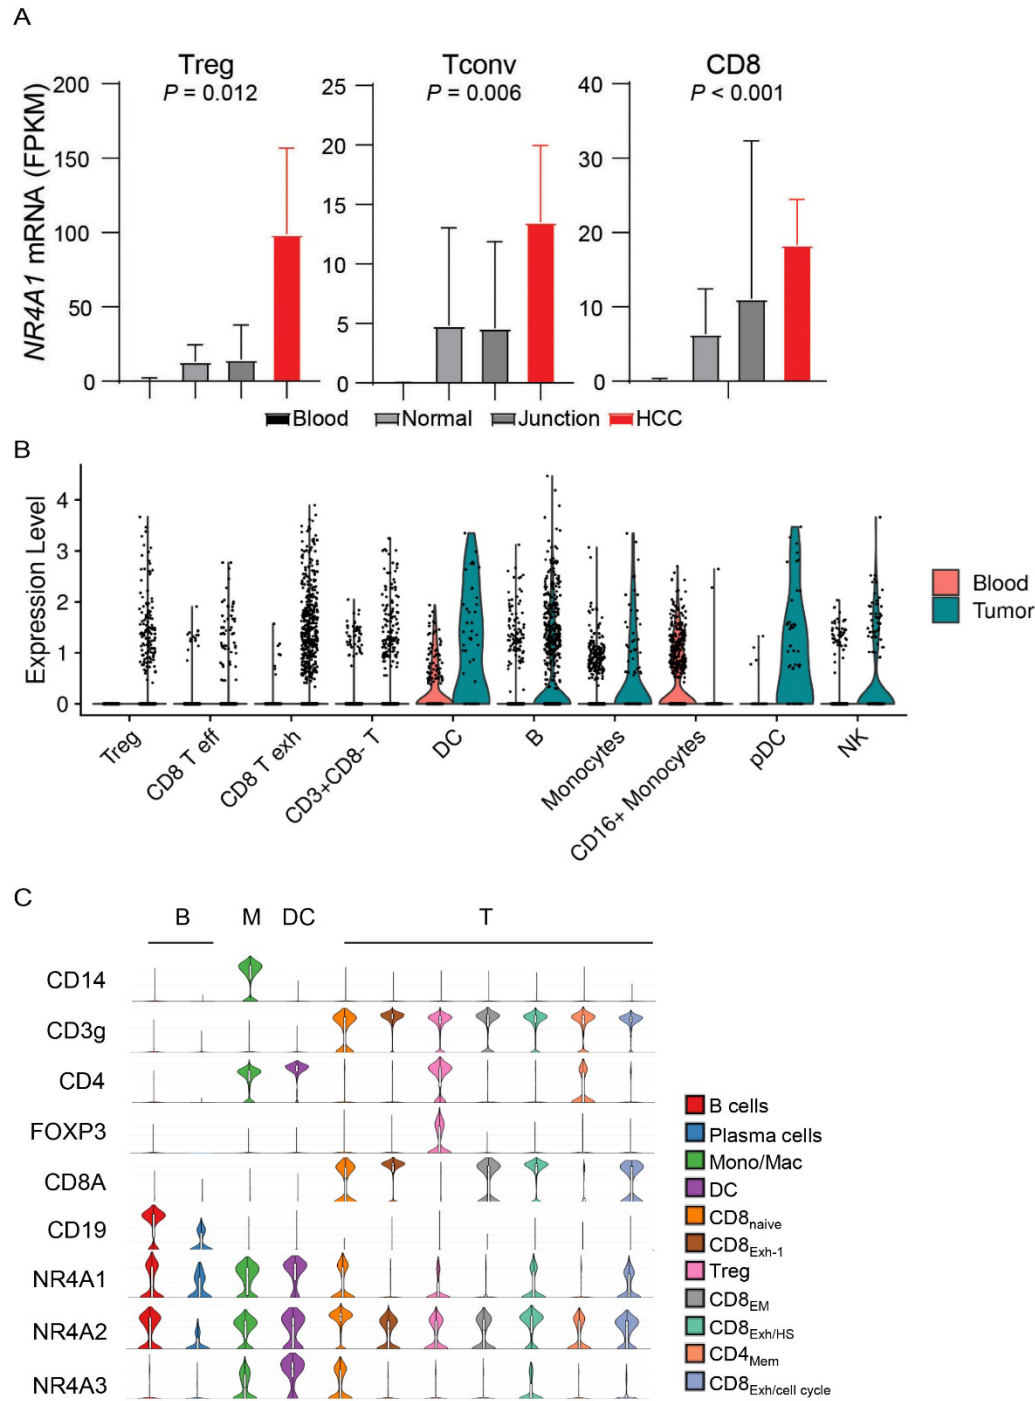 A
Treg
P = 0.012
Tconv
P = 0.006
CD8
P < 0.001
NR4A1 mRNA (FPKM)
200
150
100
50
0
25
20
15
10
5
0
40
30
20
10
0
Blood Normal Junction HCC
B
Expression Level
4
3
2
1
0
Treg
CD8 T eff
CD8 T exh
CD3+CD8- T
DC
B
Monocytes
CD16+ Monocytes
pDC
NK
Blood
Tumor
C
B M DC T
CD14
CD3g
CD4
FOXP3
CD8A
CD19
NR4A1
NR4A2
NR4A3
B cells
Plasma cells
Mono/Mac
DC
CD8naive
CD8Exh-1
Treg
CD8EM
CD8Exh/HS
CD4Mem
CD8Exh/cell cycle